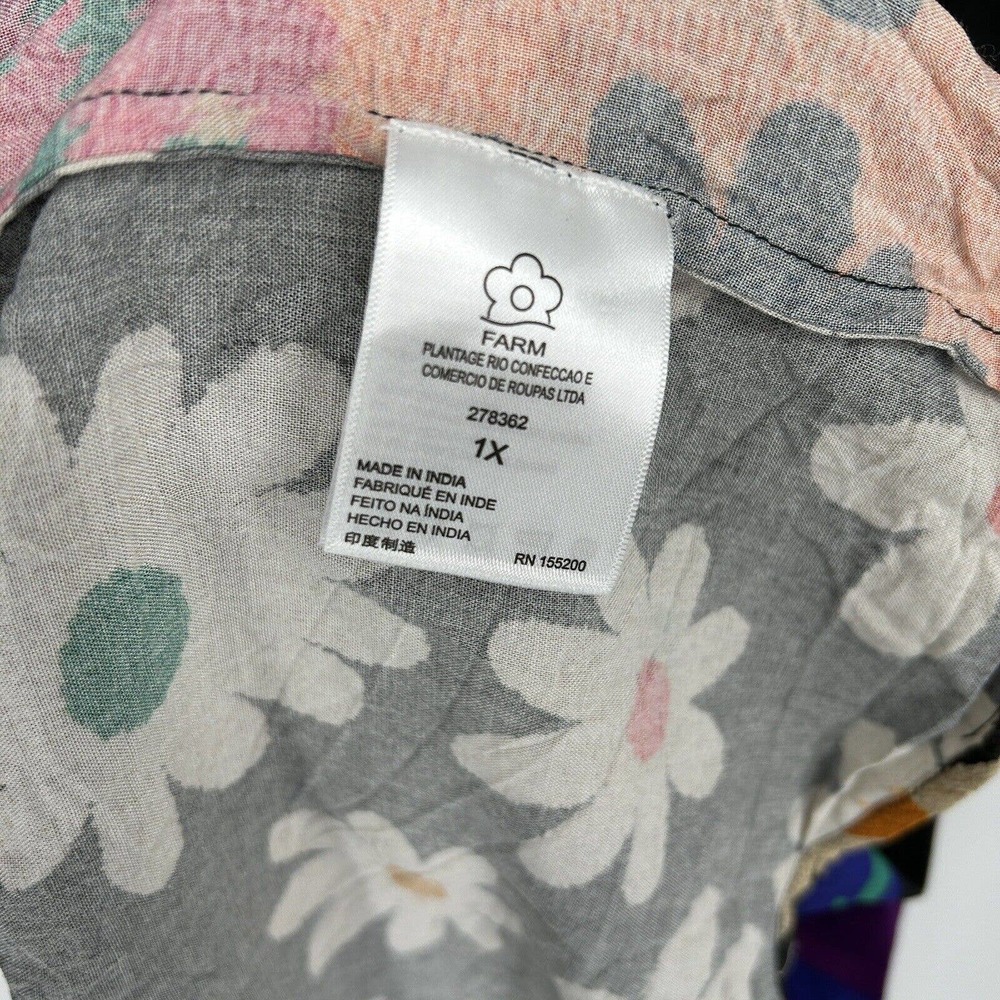 FARM
PLANTAGE RIO CONFECCAO E
COMERCIO DE ROUPAS LTDA
278362
1X
MADE IN INDIA
FABRIQUÉ EN INDE
FEITO NA ÍNDIA
HECHO EN INDIA
印度制造
RN 155200